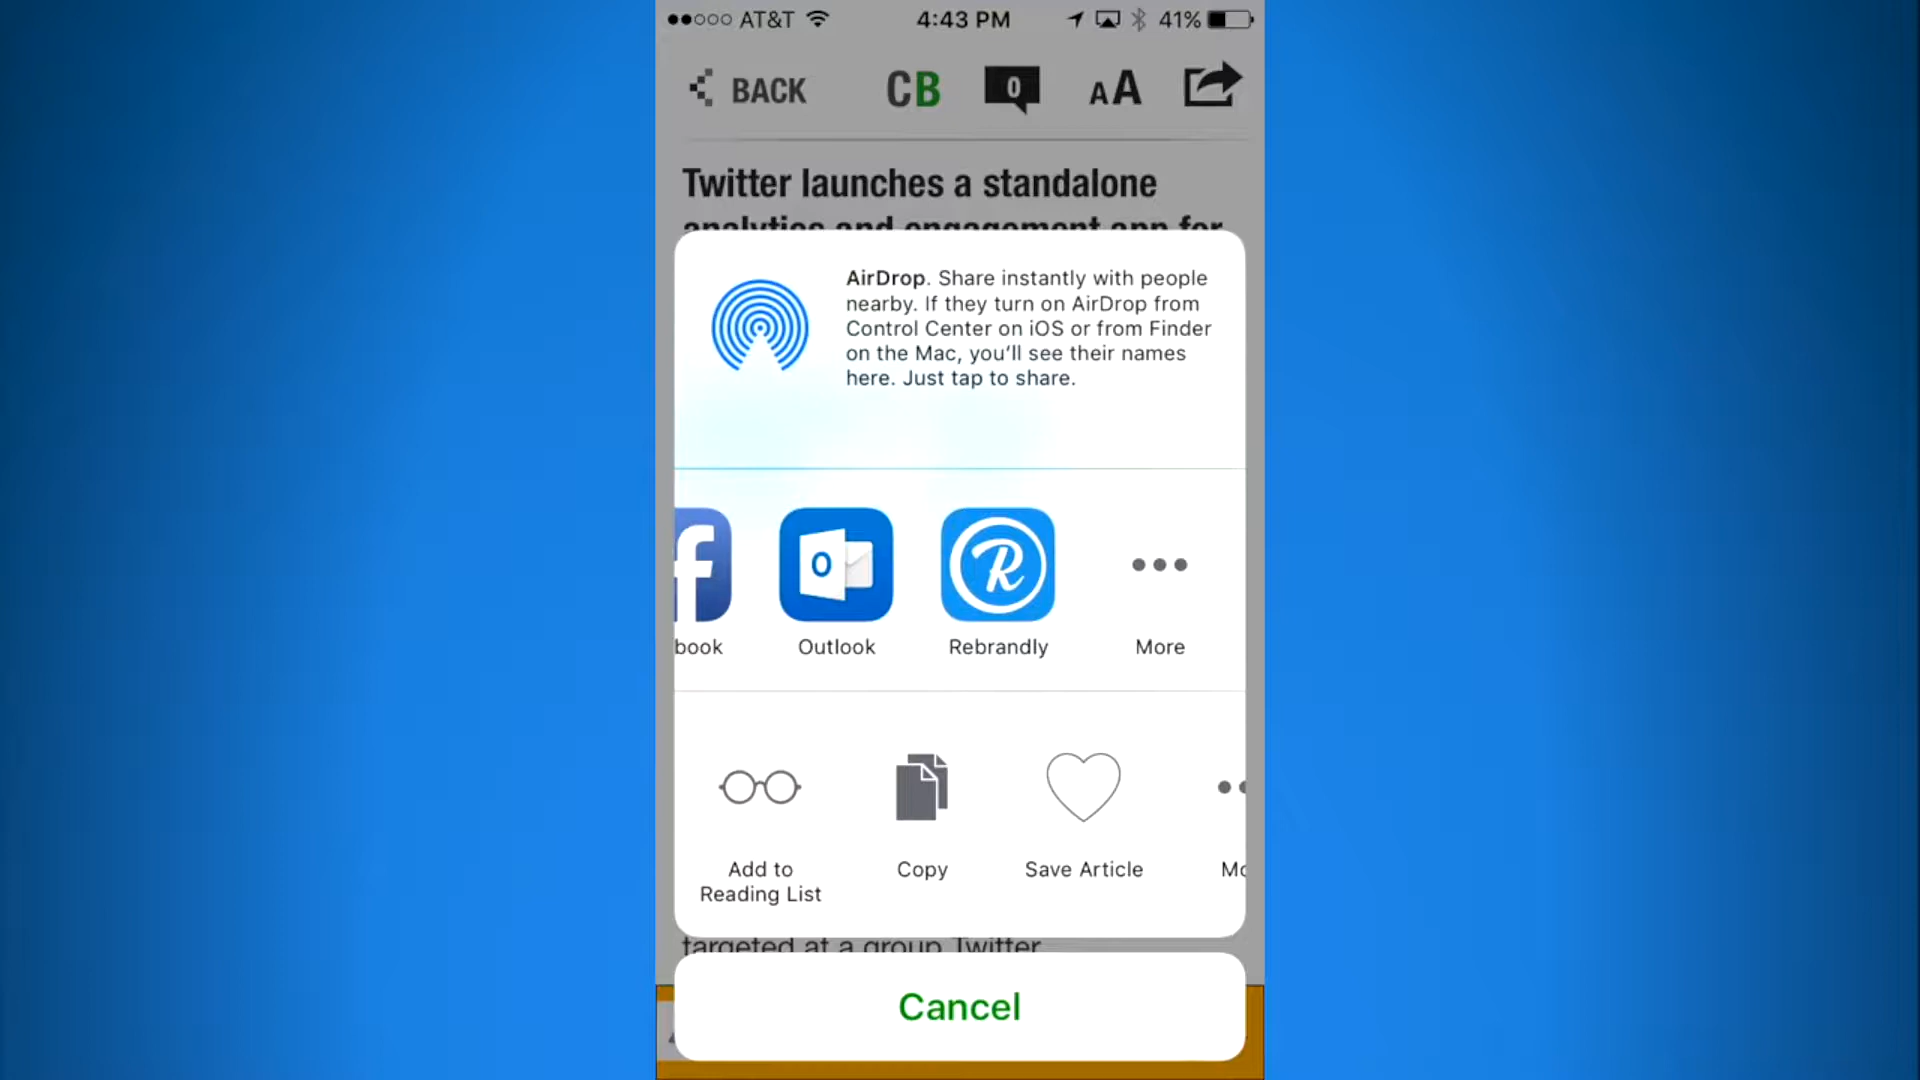 AT&T 4:43 PM 41%
BACK CB 0 AA
Twitter launches a standalone
analytics and engagement app for
AirDrop. Share instantly with people
nearby. If they turn on AirDrop from
Control Center on iOS or from Finder
on the Mac, you'll see their names
here. Just tap to share.
book Outlook Rebrandly More
Add to
Reading List
Copy
Save Article
Mo
targeted at a group Twitter
Cancel